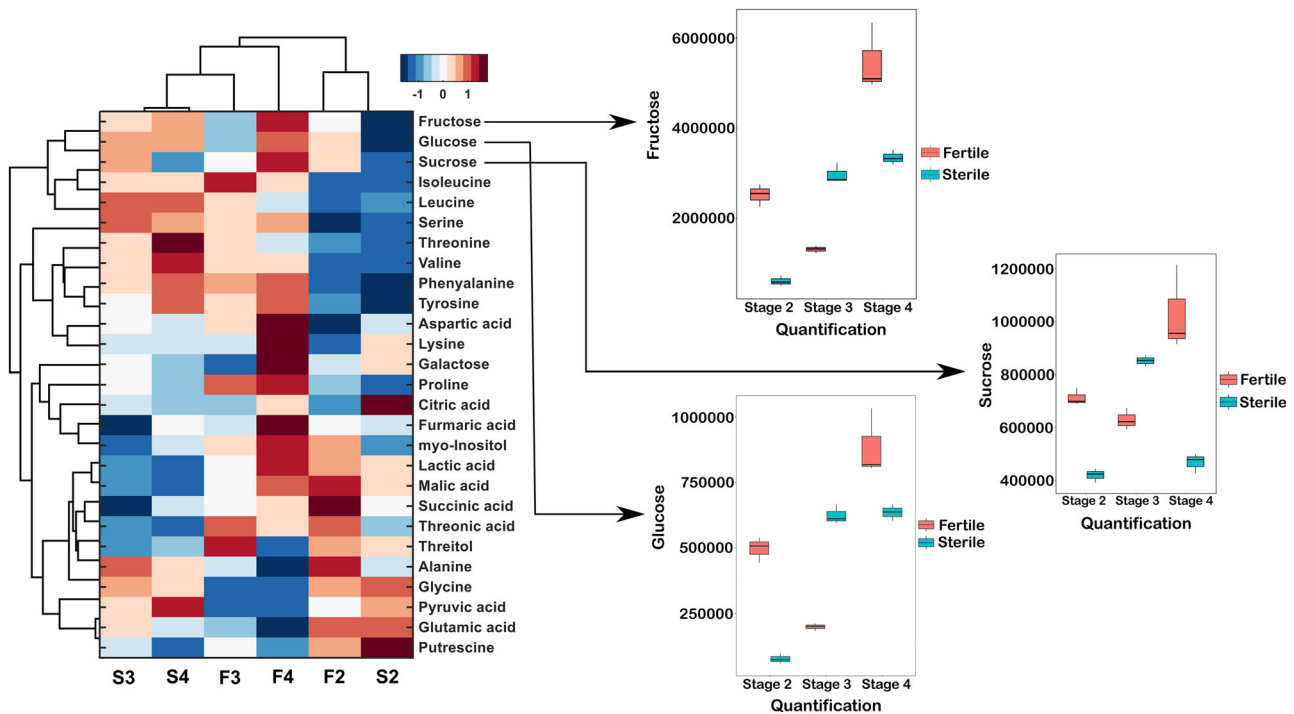 -1 0 1
Fructose
Glucose
Sucrose
Isoleucine
Leucine
Serine
Threonine
Valine
Phenyalanine
Tyrosine
Aspartic acid
Lysine
Galactose
Proline
Citric acid
Furmaric acid
myo-Inositol
Lactic acid
Malic acid
Succinic acid
Threonic acid
Threitol
Alanine
Glycine
Pyruvic acid
Glutamic acid
Putrescine
S3 S4 F3 F4 F2 S2
Fructose
6000000
4000000
2000000
Stage 2 Stage 3 Stage 4
Quantification
Fertile
Sterile
Glucose
1000000
750000
500000
250000
Stage 2 Stage 3 Stage 4
Quantification
Fertile
Sterile
Sucrose
1200000
1000000
800000
600000
400000
Stage 2 Stage 3 Stage 4
Quantification
Fertile
Sterile